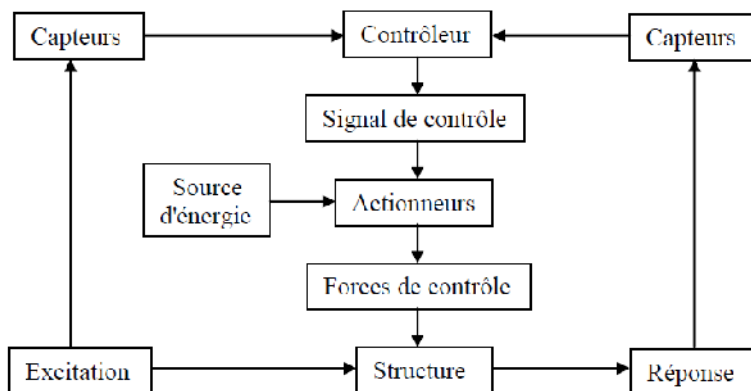 Capteurs
Contrôleur
Capteurs
Signal de contrôle
Source
d'énergie
Actionneurs
Forces de contrôle
Excitation
Structure
Réponse